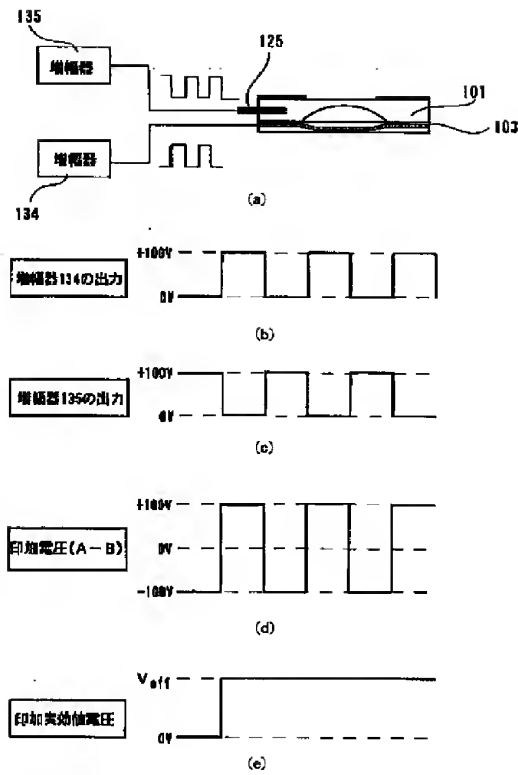 135
増幅器
125
101
103
増幅器
134
(a)
増幅器134の出力
+100V
0V
(b)
増幅器135の出力
+100V
0V
(c)
印加電圧(A-B)
+100V
0V
-100V
(d)
印加実効値電圧
Veff
0V
(e)